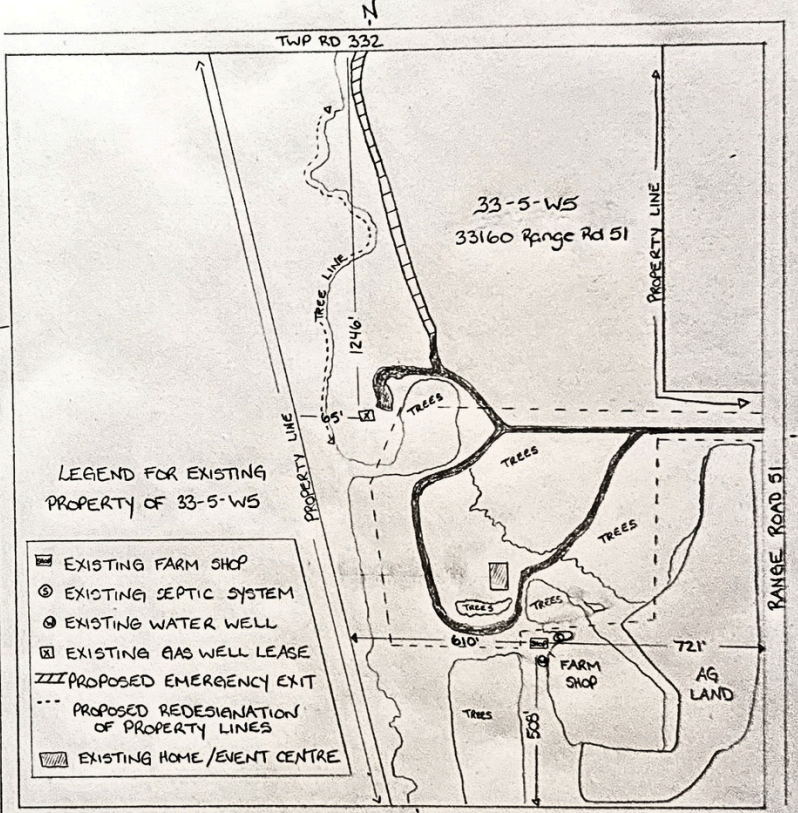 N
TWP RD 332
33-5-W5
33160 Range Rd 51
PROPERTY LINE
TREE LINE
1246'
65'
TREES
PROPERTY LINE
TREES
TREES
RANGE ROAD 51
LEGEND FOR EXISTING
PROPERTY OF 33-5-W5
EXISTING FARM SHOP
S EXISTING SEPTIC SYSTEM
EXISTING WATER WELL
EXISTING GAS WELL LEASE
PROPOSED EMERGENCY EXIT
PROPOSED REDESIGNATION
OF PROPERTY LINES
EXISTING HOME/EVENT CENTRE
TREES
TREES
610'
721'
FARM
SHOP
AG
LAND
TREES
508'